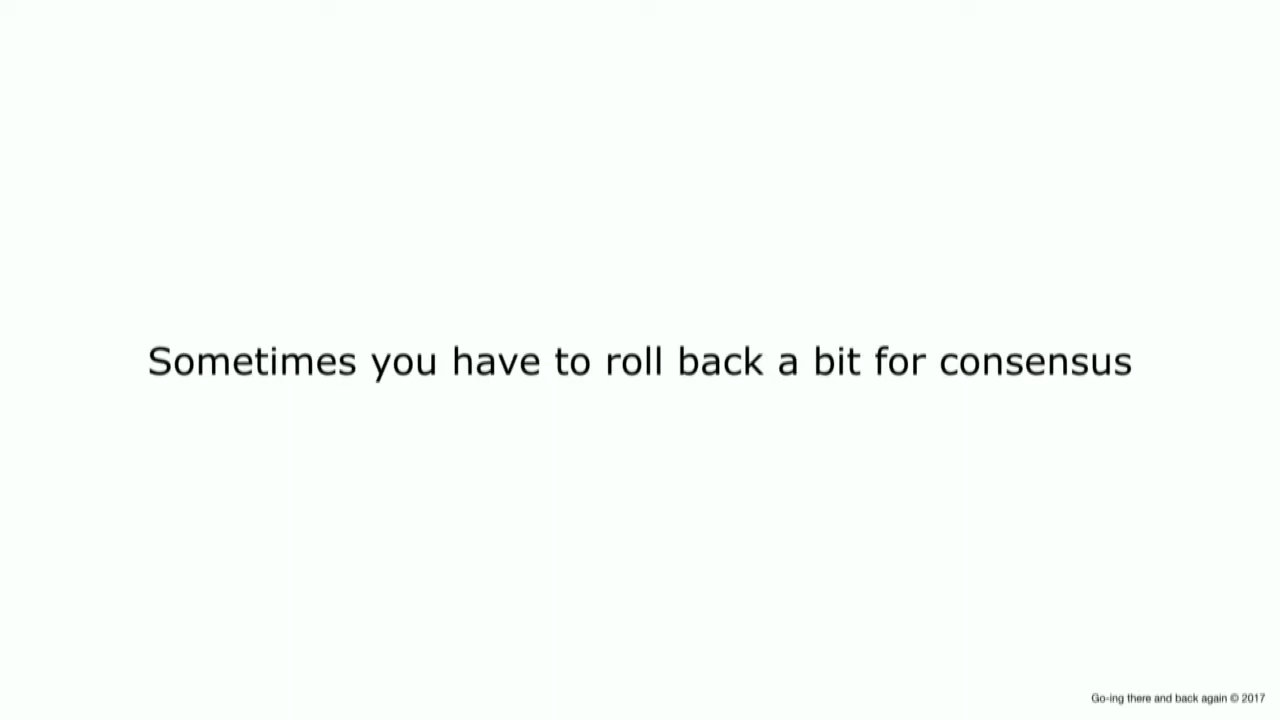 Sometimes you have to roll back a bit for consensus
Go-ing there and back again © 2017